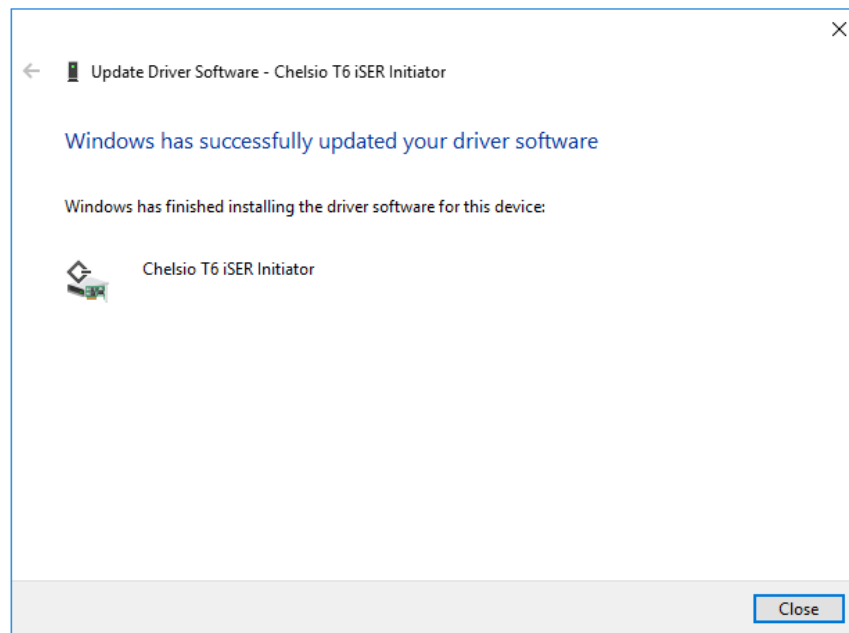 Update Driver Software - Chelsio T6 iSER Initiator
Windows has successfully updated your driver software
Windows has finished installing the driver software for this device:
Chelsio T6 iSER Initiator
Close